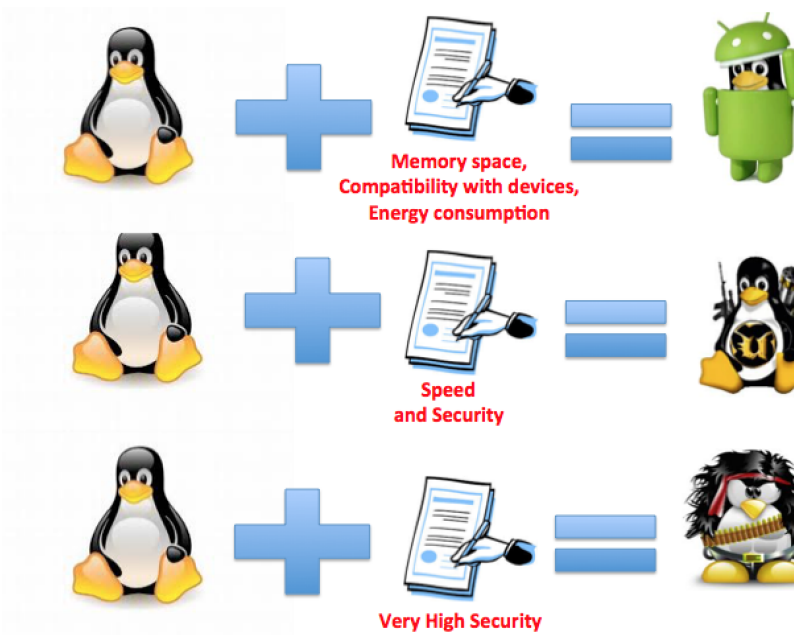 Memory space,
Compatibility with devices,
Energy consumption
Speed
and Security
Very High Security